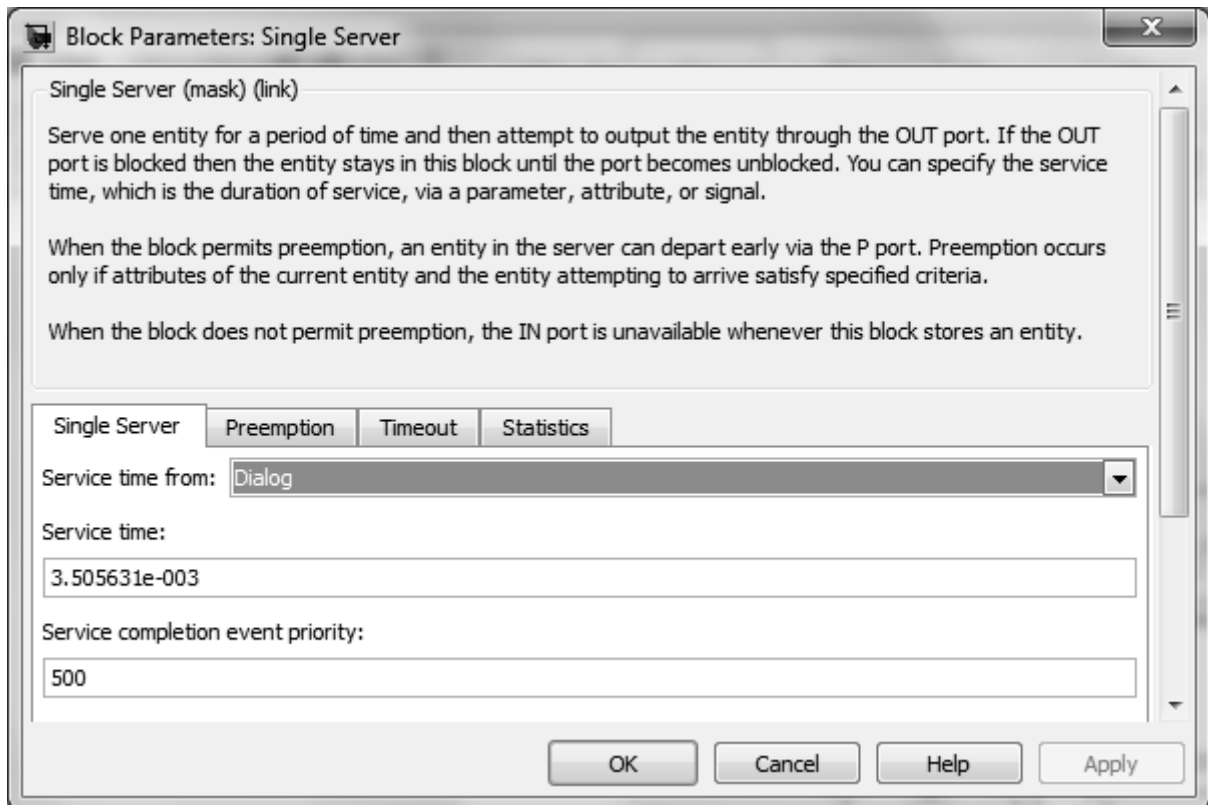 Block Parameters: Single Server
Single Server (mask) (link)
Serve one entity for a period of time and then attempt to output the entity through the OUT port. If the OUT
port is blocked then the entity stays in this block until the port becomes unblocked. You can specify the service
time, which is the duration of service, via a parameter, attribute, or signal.
When the block permits preemption, an entity in the server can depart early via the P port. Preemption occurs
only if attributes of the current entity and the entity attempting to arrive satisfy specified criteria.
When the block does not permit preemption, the IN port is unavailable whenever this block stores an entity.
Single Server Preemption Timeout Statistics
Service time from: Dialog
Service time:
3.505631e-003
Service completion event priority:
500
OK Cancel Help Apply